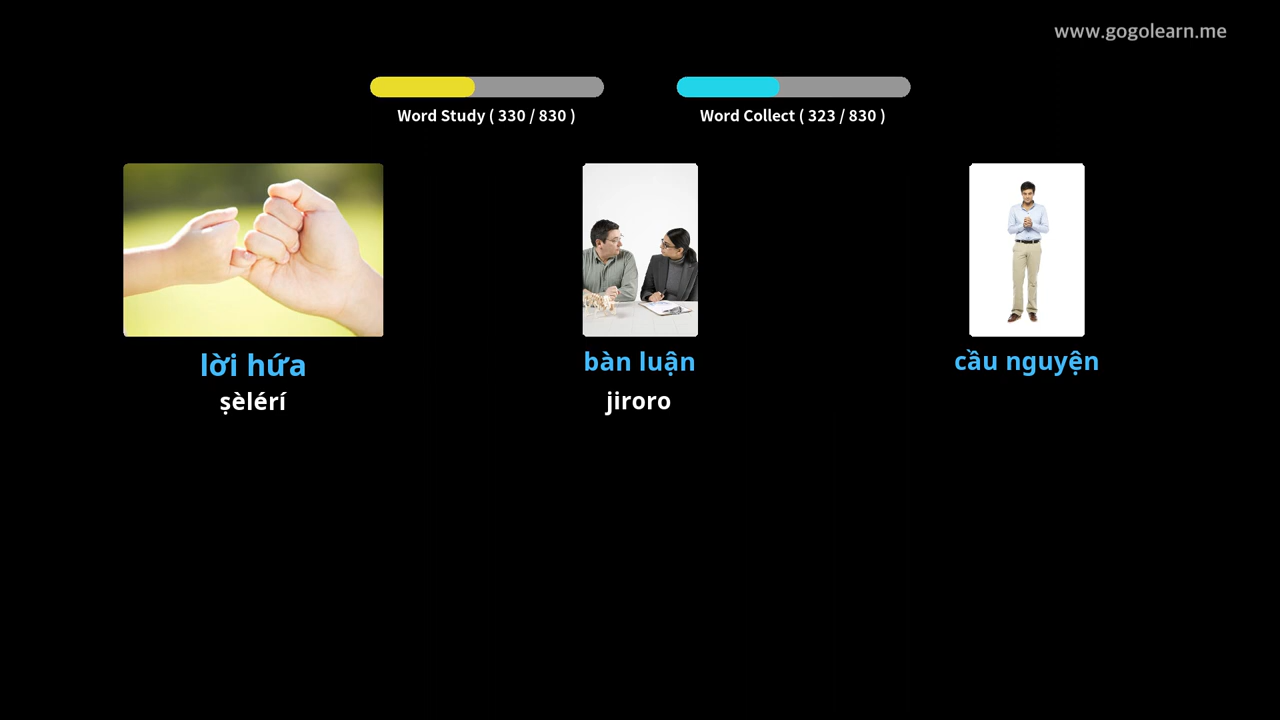 www.gogolearn.me
Word Study ( 330 / 830 )
Word Collect ( 323 / 830 )
lời hứa
ṣèlérí
bàn luận
jiroro
cầu nguyện